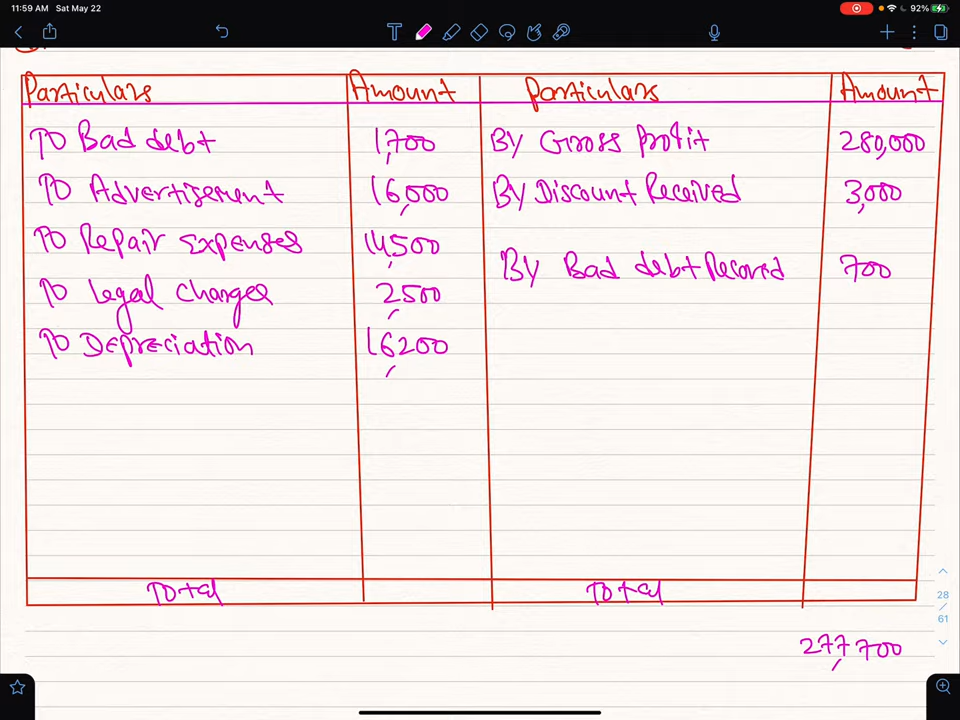 11:59 AM Sat May 22 92%
Particulars Amount Particulars Amount
TO Bad debt 1,700 By Gross profit 280,000
TO Advertisement 16,000 By Discount Received 3,000
TO Repair expenses 14,500
By Bad debt Recoved 700
TO Legal charges 2,500
TO Depreciation 16,200
Total Total
28
/
61
277,700